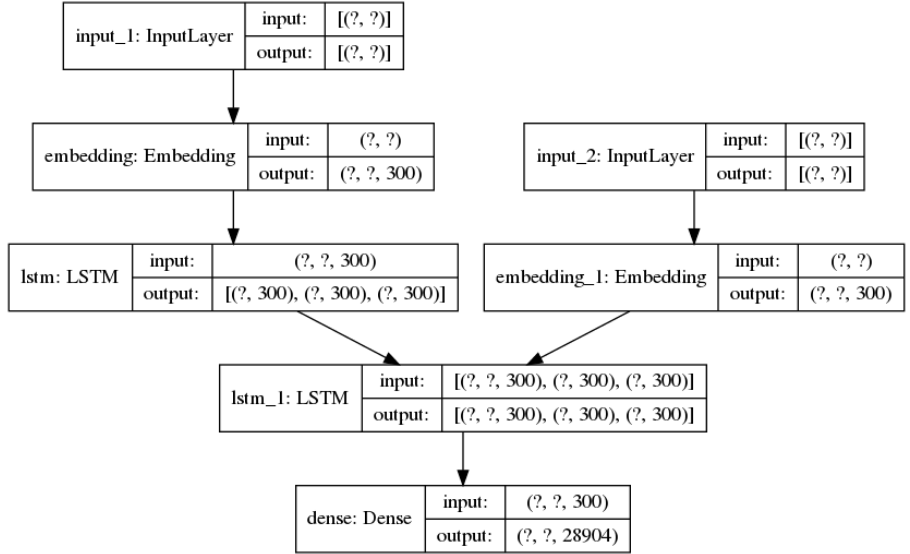 input_1: InputLayer
input: [(?, ?)]
output: [(?, ?)]
embedding: Embedding
input: (?, ?)
output: (?, ?, 300)
input_2: InputLayer
input: [(?, ?)]
output: [(?, ?)]
lstm: LSTM
input: (?, ?, 300)
output: [(?, 300), (?, 300), (?, 300)]
embedding_1: Embedding
input: (?, ?)
output: (?, ?, 300)
lstm_1: LSTM
input: [(?, ?, 300), (?, 300), (?, 300)]
output: [(?, ?, 300), (?, 300), (?, 300)]
dense: Dense
input: (?, ?, 300)
output: (?, ?, 28904)